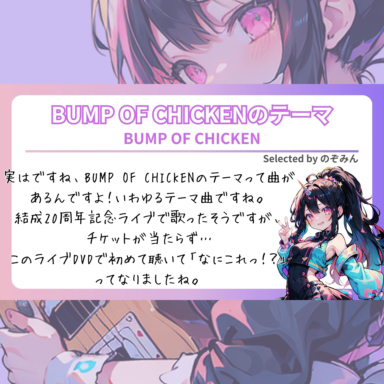 BUMP OF CHICKENのテーマ
BUMP OF CHICKEN
Selected by のぞみん
実はですね、BUMP OF CHICKENのテーマって曲が
あるんですよ！いわゆるテーマ曲ですね。
結成20周年記念ライブで歌ったそうですが、
チケットが当たらず…
このライブDVDで初めて聴いて「なにこれっ！？」
ってなりましたね。